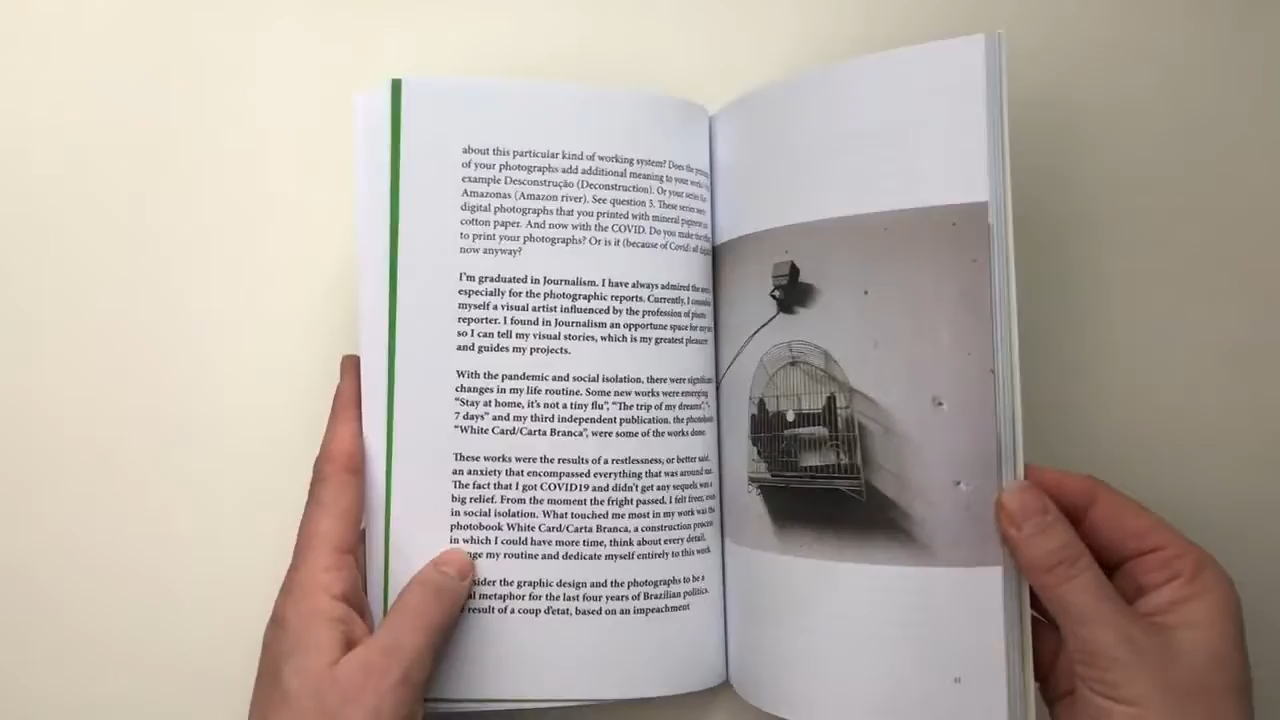 about this particular kind of working system? Does the
of your photographs add additional meaning to your
example Desconstrução (Deconstruction). Or your series
Amazonas (Amazon river). See question 3. These series
digital photographs that you printed with mineral
cotton paper. And now with the COVID. Do you make the
to print your photographs? Or is it (because of Covid) all
now anyway?
I'm graduated in Journalism. I have always admired the
especially for the photographic reports. Currently, I consider
myself a visual artist influenced by the profession of photo
reporter. I found in Journalism an opportune space for
so I can tell my visual stories, which is my greatest pleasure
and guides my projects.
With the pandemic and social isolation, there were
changes in my life routine. Some new works were emerging
“Stay at home, it's not a tiny flu”, “The trip of my dreams”,
7 days” and my third independent publication, the photobook
“White Card/Carta Branca”, were some of the works done.
These works were the results of a restlessness, or better said,
an anxiety that encompassed everything that was around me.
The fact that I got COVID19 and didn't get any sequels was a
big relief. From the moment the fright passed, I felt freer, even
in social isolation. What touched me most in my work was the
photobook White Card/Carta Branca, a construction process
in which I could have more time, think about every detail,
my routine and dedicate myself entirely to this work
the graphic design and the photographs to be a
metaphor for the last four years of Brazilian politics.
result of a coup d'etat, based on an impeachment